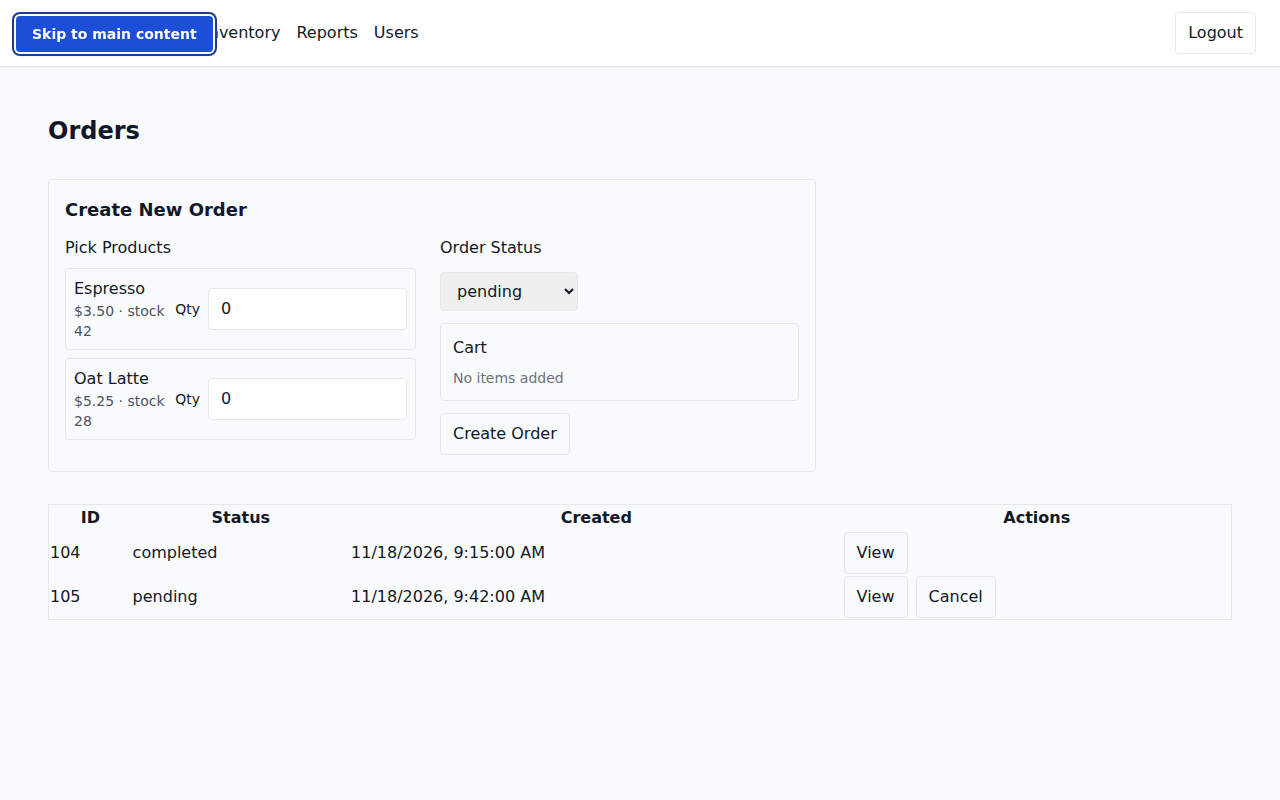 Skip to main content
Reports
Users
Logout
Orders
Create New Order
Pick Products
Espresso
$3.50 · stock
42
Qty
0
Oat Latte
$5.25 · stock
28
Qty
0
Order Status
pending
Cart
No items added
Create Order
ID Status Created Actions
104 completed 11/18/2026, 9:15:00 AM View
105 pending 11/18/2026, 9:42:00 AM View Cancel